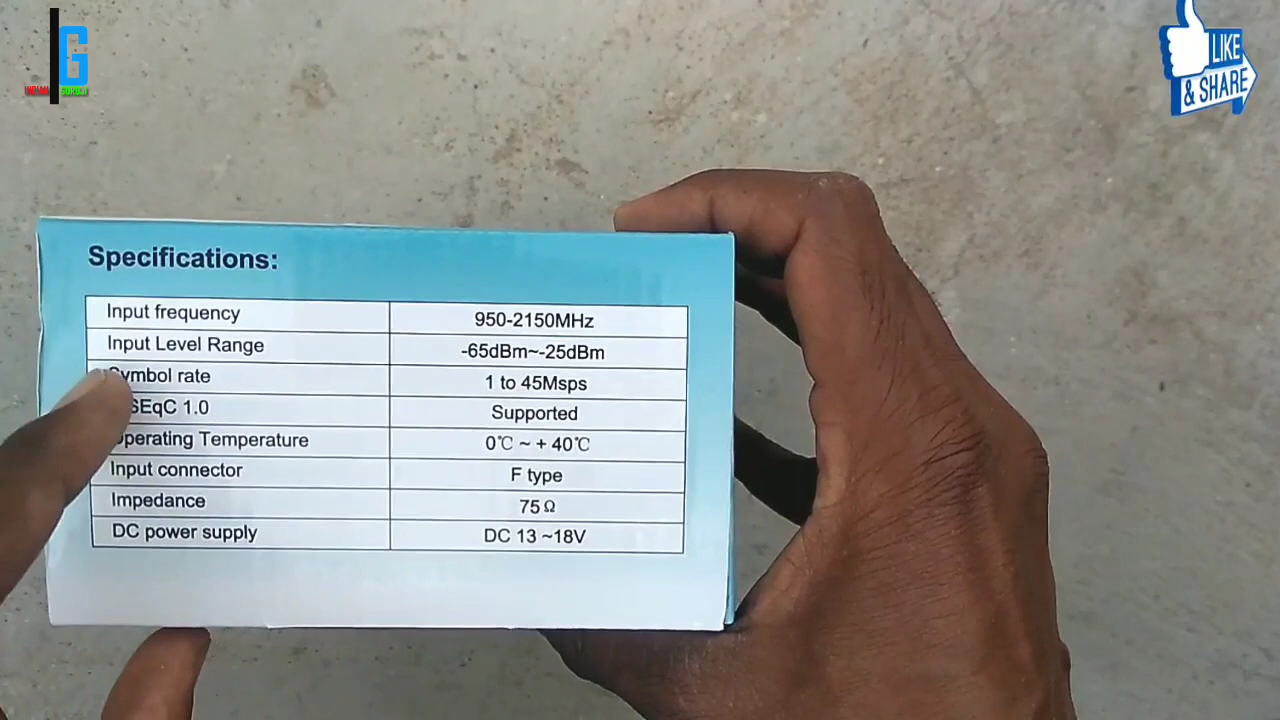 G
LIKE
& SHARE
Specifications:
Input frequency 950-2150MHz
Input Level Range -65dBm~-25dBm
Symbol rate 1 to 45Msps
SEqC 1.0 Supported
Operating Temperature 0℃ ~ + 40℃
Input connector F type
Impedance 75Ω
DC power supply DC 13 ~18V